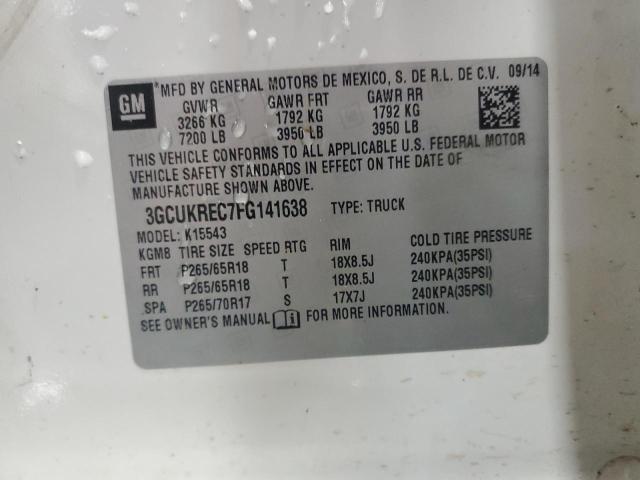 GM
*MFD BY GENERAL MOTORS DE MEXICO, S. DE R.L. DE C.V. 09/14
GVWR GAWR FRT GAWR RR
3266 KG 1792 KG 1792 KG
7200 LB 3950 LB 3950 LB
THIS VEHICLE CONFORMS TO ALL APPLICABLE U.S. FEDERAL MOTOR
VEHICLE SAFETY STANDARDS IN EFFECT ON THE DATE OF
MANUFACTURE SHOWN ABOVE.
3GCUKREC7FG141638 TYPE: TRUCK
MODEL: K15543
KGM8 TIRE SIZE SPEED RTG RIM COLD TIRE PRESSURE
FRT P265/65R18 T 18X8.5J 240KPA(35PSI)
RR P265/65R18 T 18X8.5J 240KPA(35PSI)
SPA P265/70R17 S 17X7J 240KPA(35PSI)
SEE OWNER'S MANUAL FOR MORE INFORMATION.